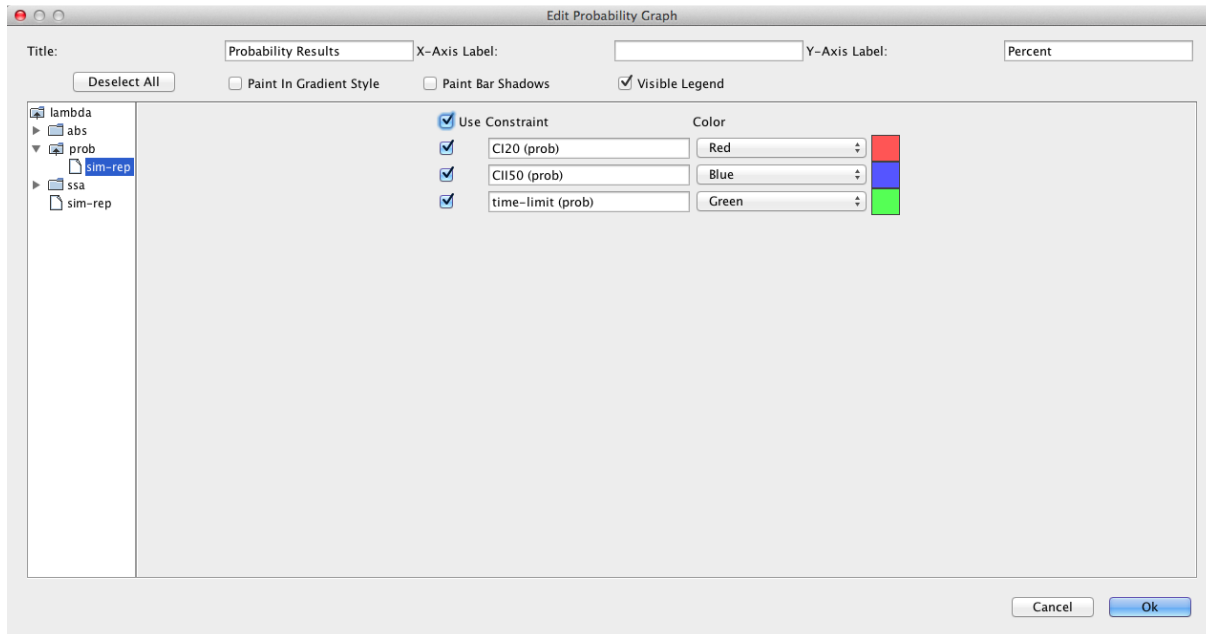 Edit Probability Graph
Title: Probability Results X-Axis Label: Y-Axis Label: Percent
Deselect All Paint In Gradient Style Paint Bar Shadows Visible Legend
lambda
abs
prob
sim-rep
ssa
sim-rep
Use Constraint Color
CI20 (prob) Red
CII50 (prob) Blue
time-limit (prob) Green
Cancel Ok